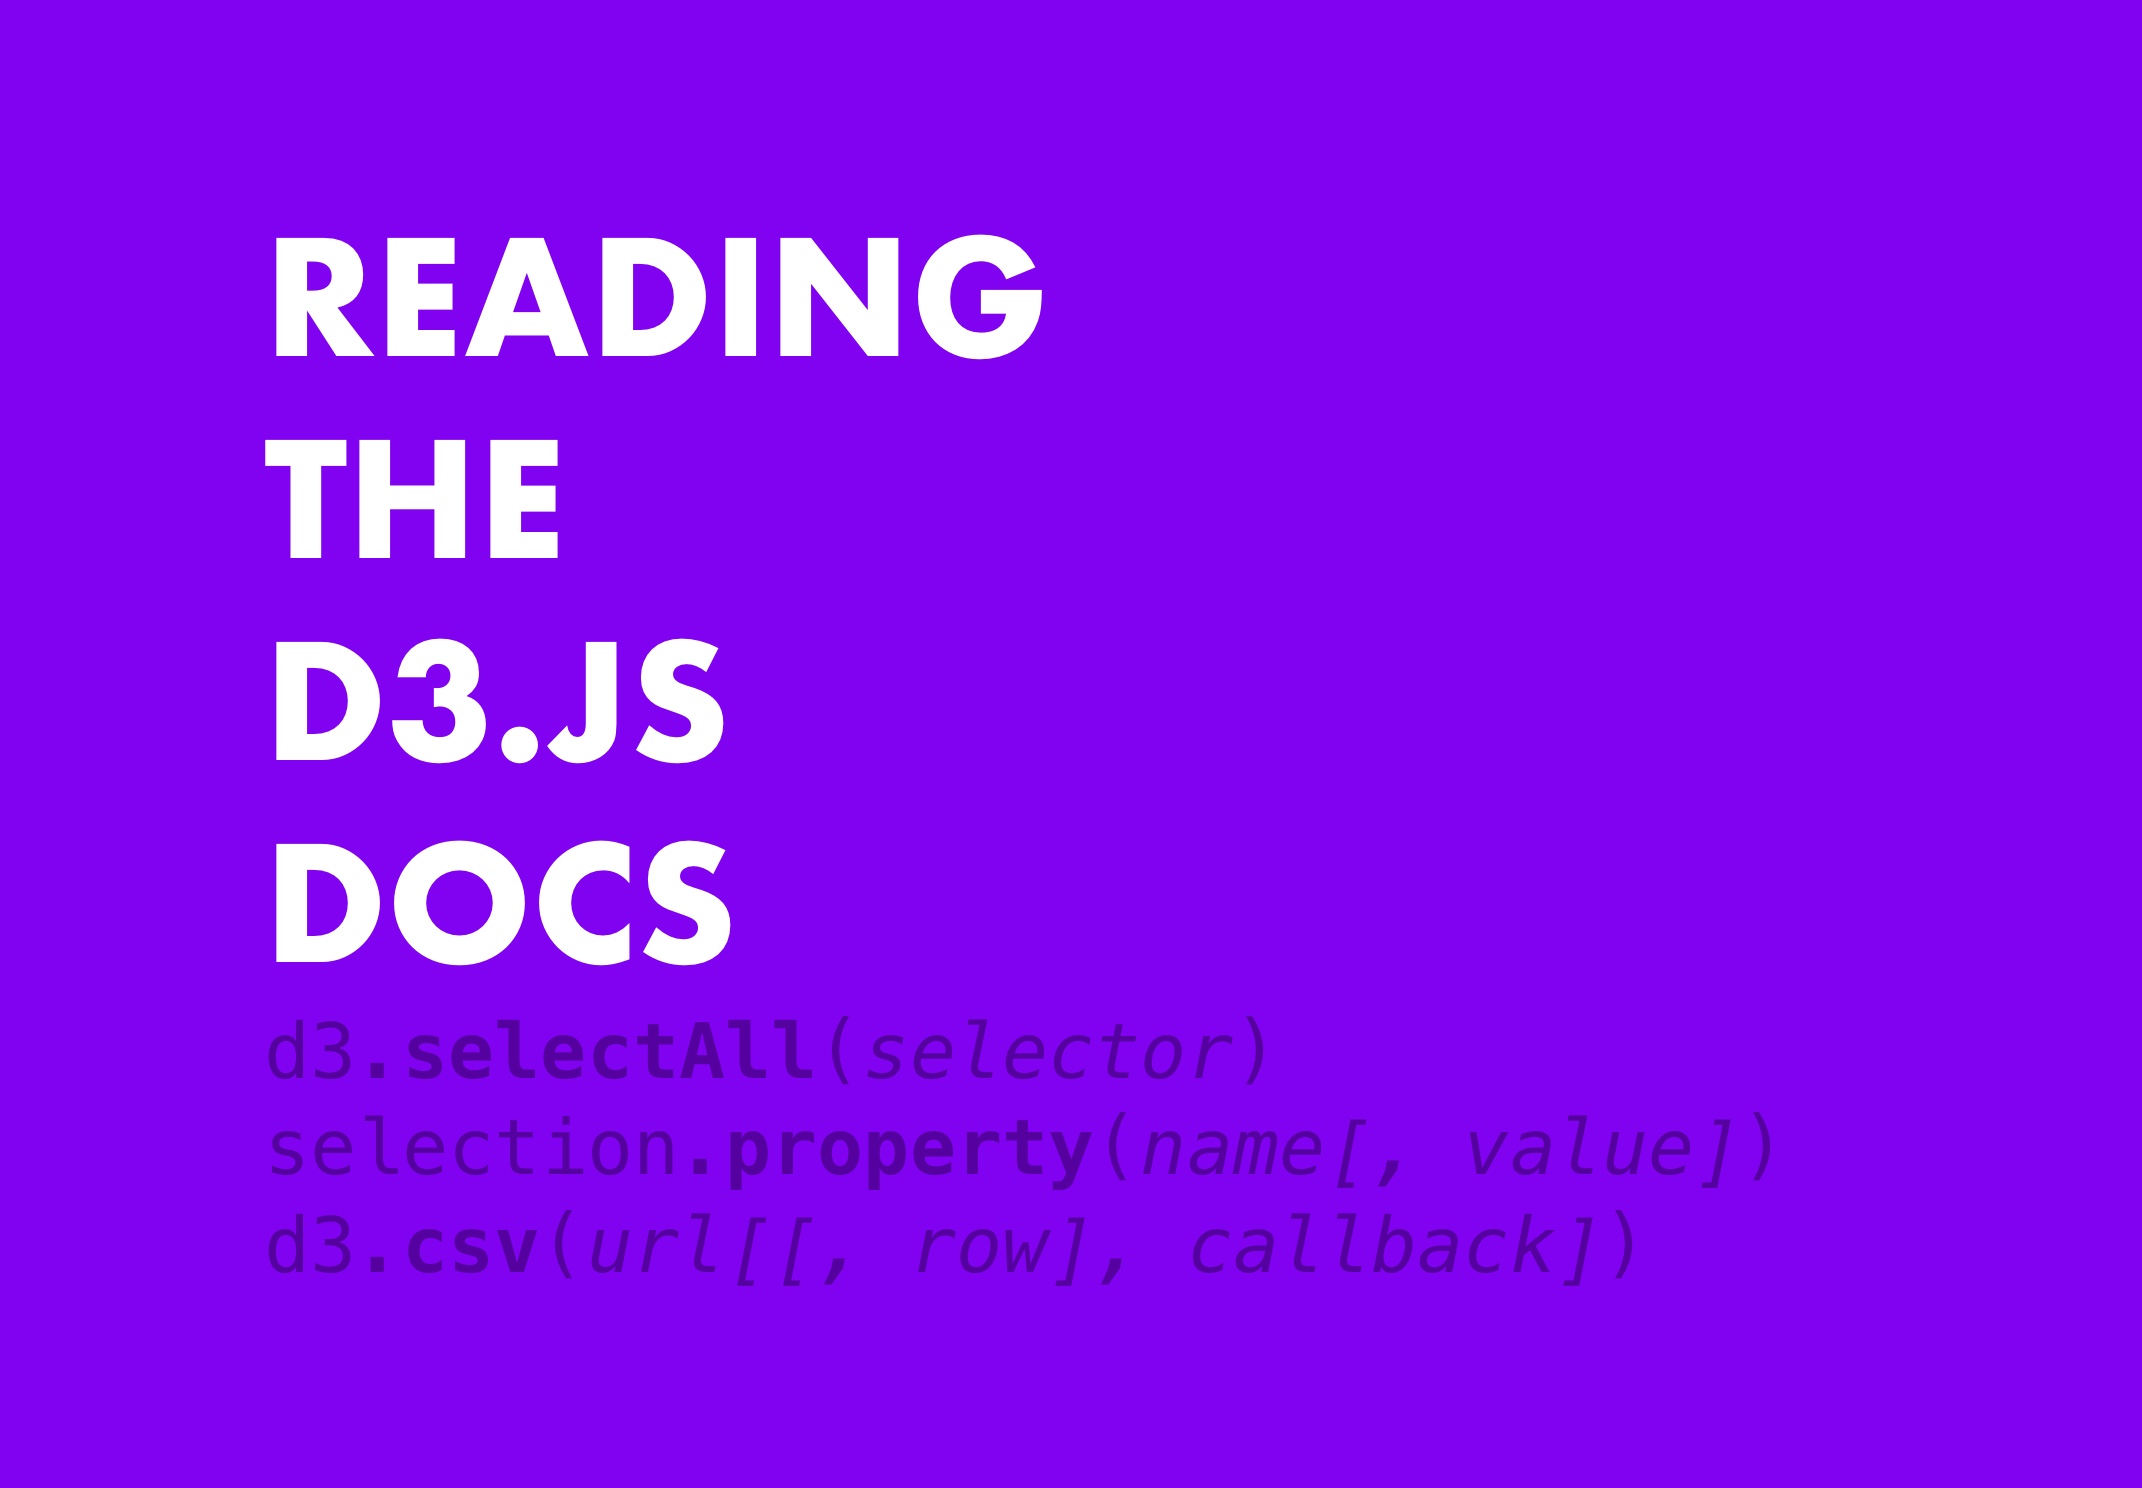 READING
THE
D3.JS
DOCS
d3.selectAll(selector)
selection.property(name[, value])
d3.csv(url[[, row], callback])